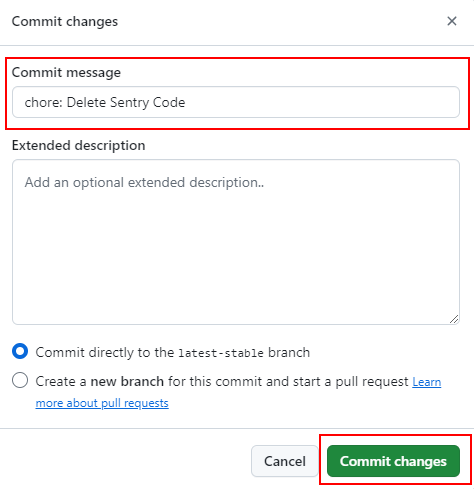 Commit changes
Commit message
chore: Delete Sentry Code
Extended description
Add an optional extended description..
Commit directly to the latest-stable branch
Create a new branch for this commit and start a pull request Learn
more about pull requests
Cancel
Commit changes